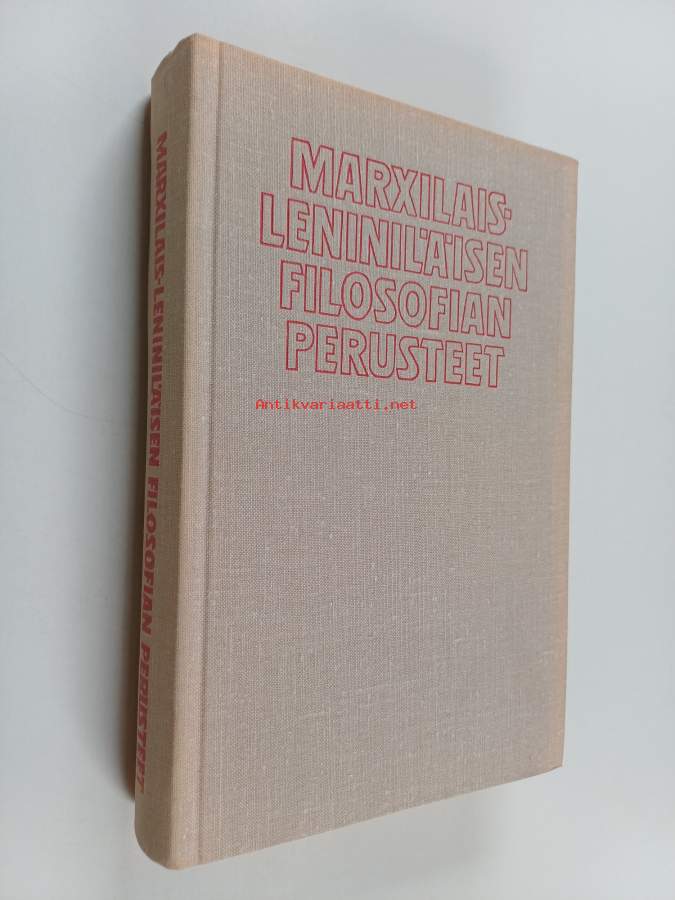 MARXILAIS-
LENINILÄISEN
FILOSOFIAN
PERUSTEET
Antikvariaatti.net
MARXILAIS-LENINILÄISEN FILOSOFIAN PERUSTEET